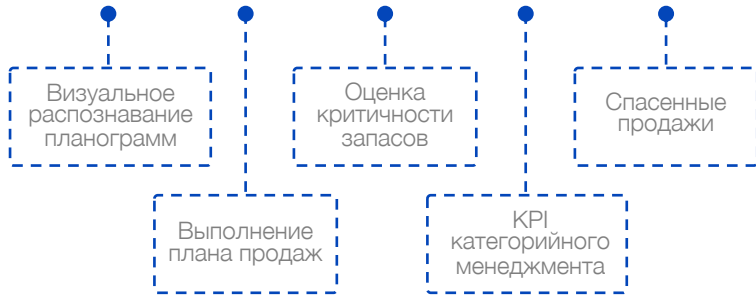 Визуальное
распознавание
планограмм
Оценка
критичности
запасов
Спасенные
продажи
Выполнение
плана продаж
KPI
категорийного
менеджмента